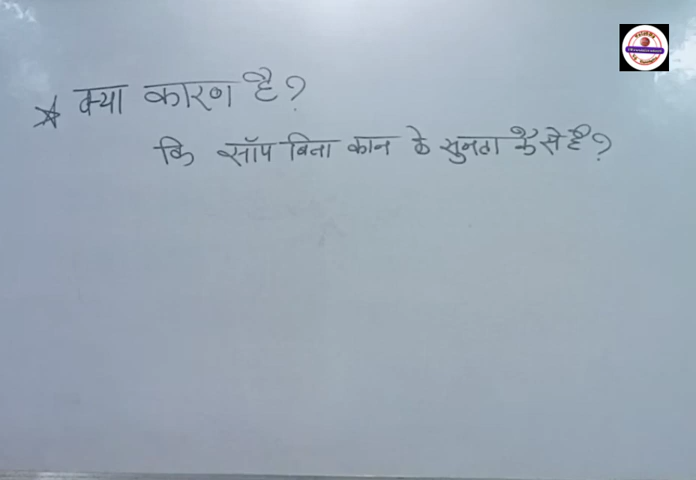 ☆ क्या कारण है?
कि साँप बिना कान के सुनता कैसे है?